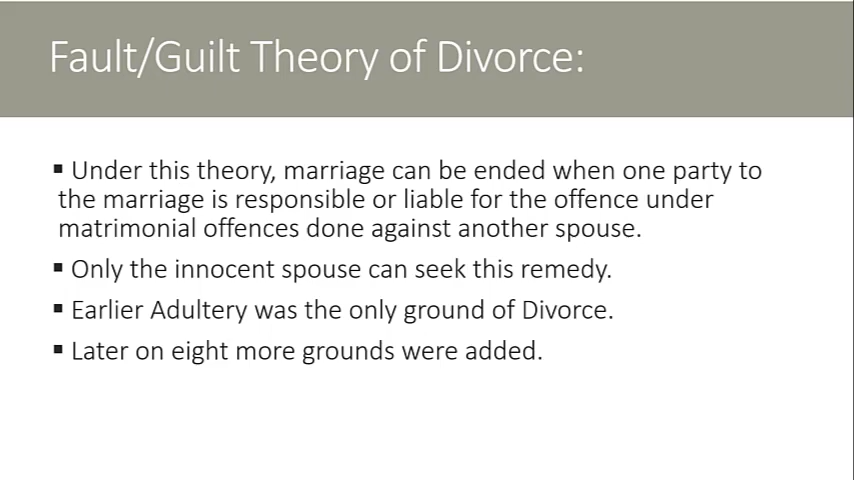 Fault/Guilt Theory of Divorce:
▪ Under this theory, marriage can be ended when one party to
the marriage is responsible or liable for the offence under
matrimonial offences done against another spouse.
▪ Only the innocent spouse can seek this remedy.
▪ Earlier Adultery was the only ground of Divorce.
▪ Later on eight more grounds were added.